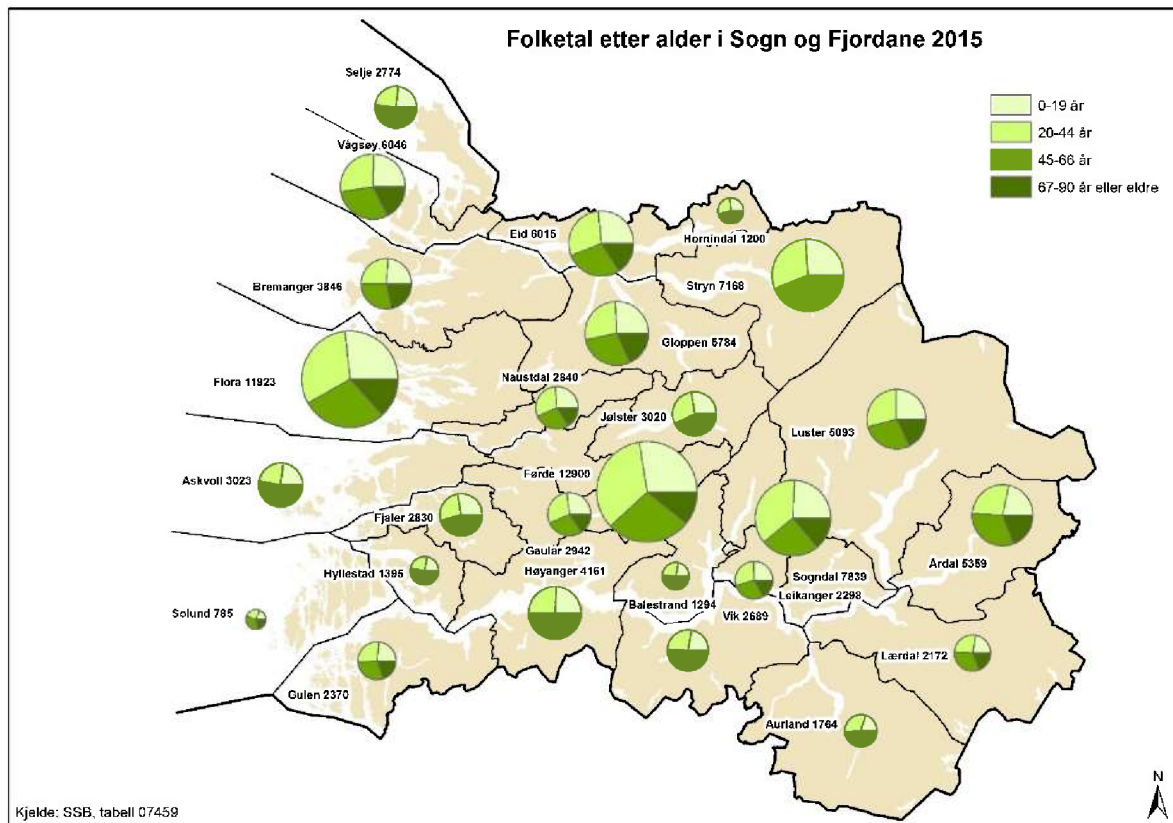 Folketal etter alder i Sogn og Fjordane 2015
0-19 år
20-44 år
45-66 år
67-90 år eller eldre
Selje 2774
Vågsøy 6046
Eid 6015
Hornindal 1200
Bremanger 3846
Stryn 7168
Gloppen 5784
Flora 11923
Naustdal 2840
Jølster 3020
Luster 5093
Askvoll 3023
Førde 12900
Fjaler 2830
Gaular 2942
Årdal 5359
Hyllestad 1395
Høyanger 4161
Sogndal 7839
Balestrand 1294
Leikanger 2298
Solund 785
Vik 2689
Lærdal 2172
Gulen 2370
Aurland 1764
N
Kjelde: SSB, tabell 07459